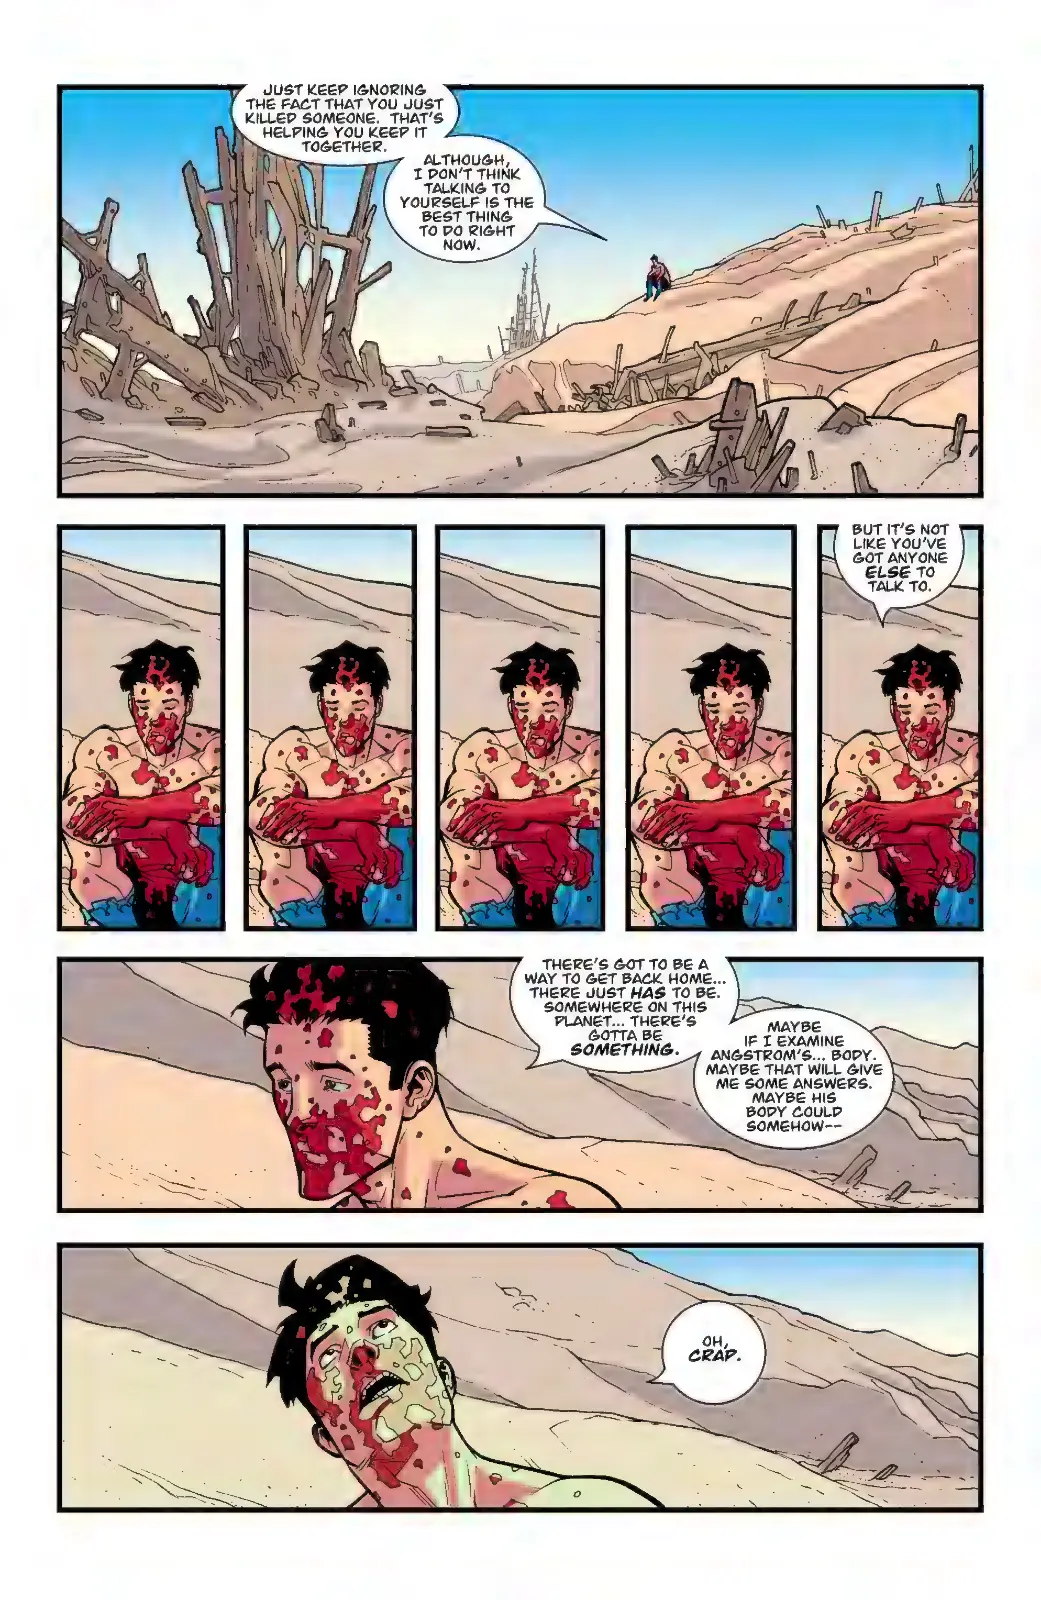 JUST KEEP IGNORING
THE FACT THAT YOU JUST
KILLED SOMEONE. THAT'S
HELPING YOU KEEP IT
TOGETHER.
ALTHOUGH,
I DON'T THINK
TALKING TO
YOURSELF IS THE
BEST THING
TO DO RIGHT
NOW.
BUT IT'S NOT
LIKE YOU'VE
GOT ANYONE
ELSE TO
TALK TO.
THERE'S GOT TO BE A
WAY TO GET BACK HOME...
THERE JUST HAS TO BE.
SOMEWHERE ON THIS
PLANET... THERE'S
GOTTA BE
SOMETHING.
MAYBE
IF I EXAMINE
ANGSTROM'S... BODY.
MAYBE THAT WILL GIVE
ME SOME ANSWERS.
MAYBE HIS
BODY COULD
SOMEHOW--
OH,
CRAP.